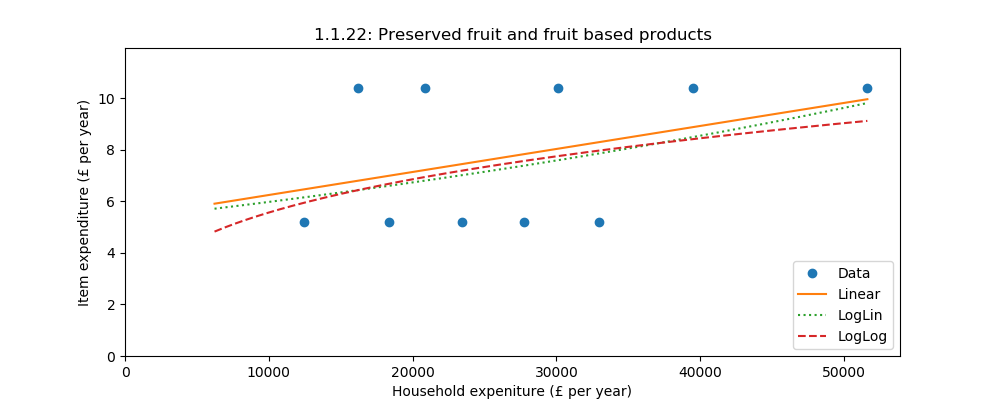 1.1.22: Preserved fruit and fruit based products
Item expenditure (£ per year)
10
8
6
4
2
0
0 10000 20000 30000 40000 50000
Household expeniture (£ per year)
Data
Linear
LogLin
LogLog